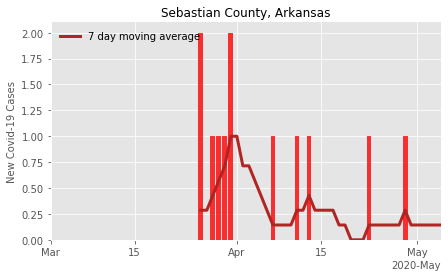 Sebastian County, Arkansas
7 day moving average
New Covid-19 Cases
2.00
1.75
1.50
1.25
1.00
0.75
0.50
0.25
0.00
Mar 15 Apr 15 May
2020-May